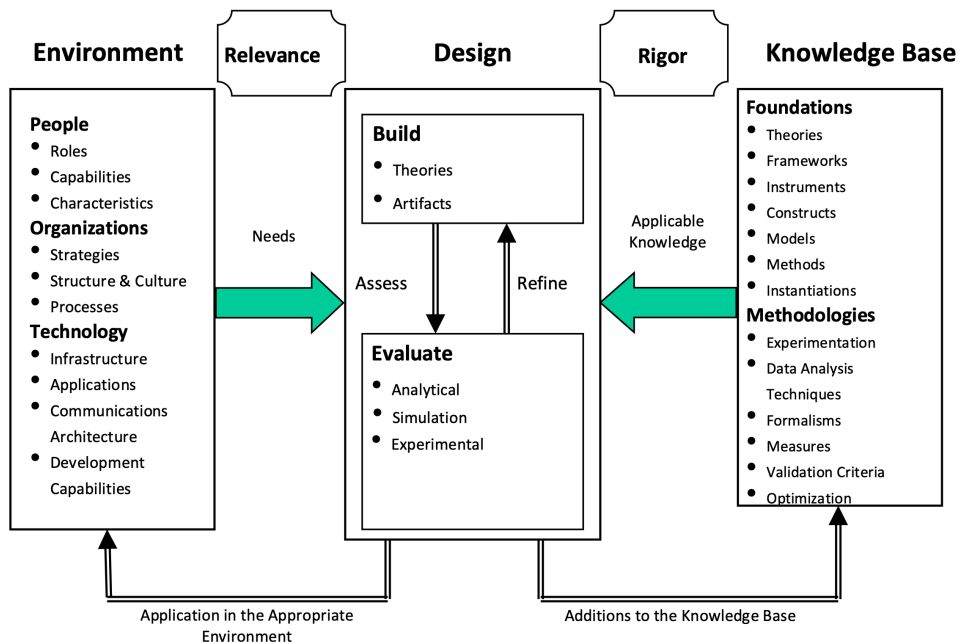 Environment
Relevance
Design
Rigor
Knowledge Base
People
• Roles
• Capabilities
• Characteristics
Organizations
• Strategies
• Structure & Culture
• Processes
Technology
• Infrastructure
• Applications
• Communications
Architecture
• Development
Capabilities
Needs
Build
• Theories
• Artifacts
Assess
Refine
Evaluate
• Analytical
• Simulation
• Experimental
Applicable
Knowledge
Foundations
• Theories
• Frameworks
• Instruments
• Constructs
• Models
• Methods
• Instantiations
Methodologies
• Experimentation
• Data Analysis
Techniques
• Formalisms
• Measures
• Validation Criteria
• Optimization
Application in the Appropriate
Environment
Additions to the Knowledge Base